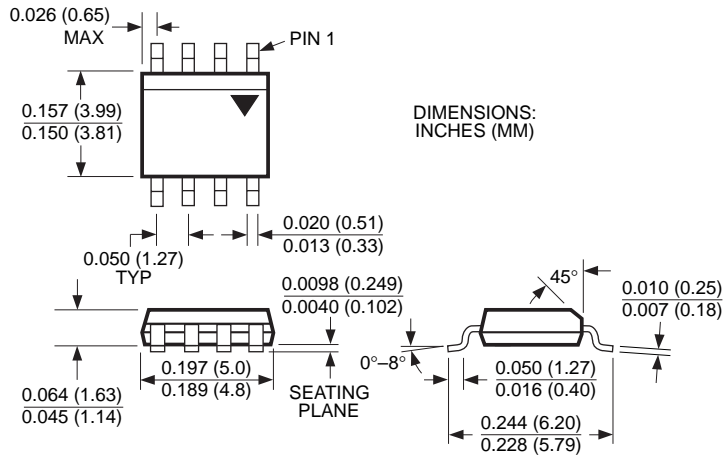 0.026 (0.65)
MAX
PIN 1
0.157 (3.99)
0.150 (3.81)
DIMENSIONS:
INCHES (MM)
0.020 (0.51)
0.013 (0.33)
0.050 (1.27)
TYP
0.0098 (0.249)
0.0040 (0.102)
45°
0.010 (0.25)
0.007 (0.18)
0°–8°
0.197 (5.0)
0.189 (4.8)
SEATING
PLANE
0.050 (1.27)
0.016 (0.40)
0.064 (1.63)
0.045 (1.14)
0.244 (6.20)
0.228 (5.79)